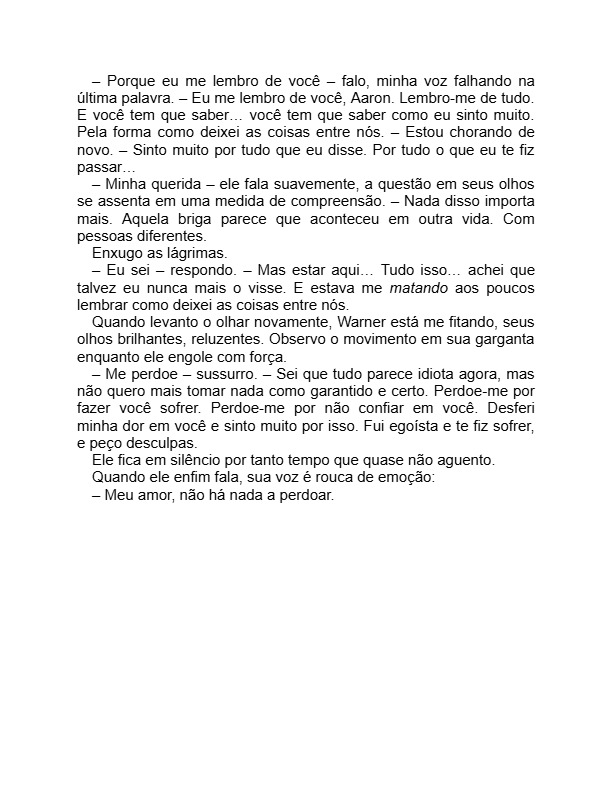 – Porque eu me lembro de você – falo, minha voz falhando na
última palavra. – Eu me lembro de você, Aaron. Lembro-me de tudo.
E você tem que saber… você tem que saber como eu sinto muito.
Pela forma como deixei as coisas entre nós. – Estou chorando de
novo. – Sinto muito por tudo que eu disse. Por tudo o que eu te fiz
passar…
– Minha querida – ele fala suavemente, a questão em seus olhos
se assenta em uma medida de compreensão. – Nada disso importa
mais. Aquela briga parece que aconteceu em outra vida. Com
pessoas diferentes.
Enxugo as lágrimas.
– Eu sei – respondo. – Mas estar aqui… Tudo isso… achei que
talvez eu nunca mais o visse. E estava me matando aos poucos
lembrar como deixei as coisas entre nós.
Quando levanto o olhar novamente, Warner está me fitando, seus
olhos brilhantes, reluzentes. Observo o movimento em sua garganta
enquanto ele engole com força.
– Me perdoe – sussurro. – Sei que tudo parece idiota agora, mas
não quero mais tomar nada como garantido e certo. Perdoe-me por
fazer você sofrer. Perdoe-me por não confiar em você. Desferi
minha dor em você e sinto muito por isso. Fui egoísta e te fiz sofrer,
e peço desculpas.
Ele fica em silêncio por tanto tempo que quase não aguento.
Quando ele enfim fala, sua voz é rouca de emoção:
– Meu amor, não há nada a perdoar.